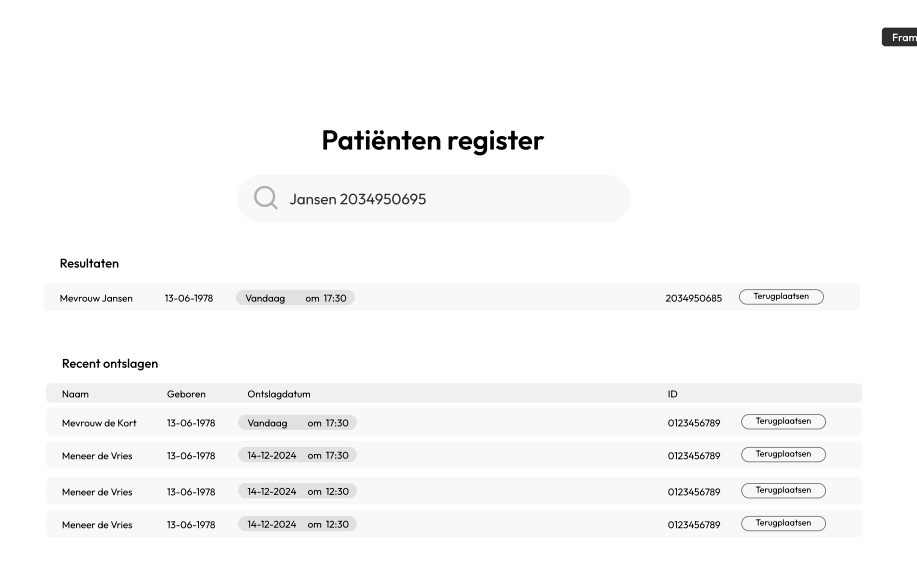 Fram
Patiënten register
Jansen 2034950695
Resultaten
Mevrouw Jansen 13-06-1978 Vandaag om 17:30 2034950685 Terugplaatsen
Recent ontslagen
Naam Geboren Ontslagdatum ID
Mevrouw de Kort 13-06-1978 Vandaag om 17:30 0123456789 Terugplaatsen
Meneer de Vries 13-06-1978 14-12-2024 om 17:30 0123456789 Terugplaatsen
Meneer de Vries 13-06-1978 14-12-2024 om 12:30 0123456789 Terugplaatsen
Meneer de Vries 13-06-1978 14-12-2024 om 12:30 0123456789 Terugplaatsen